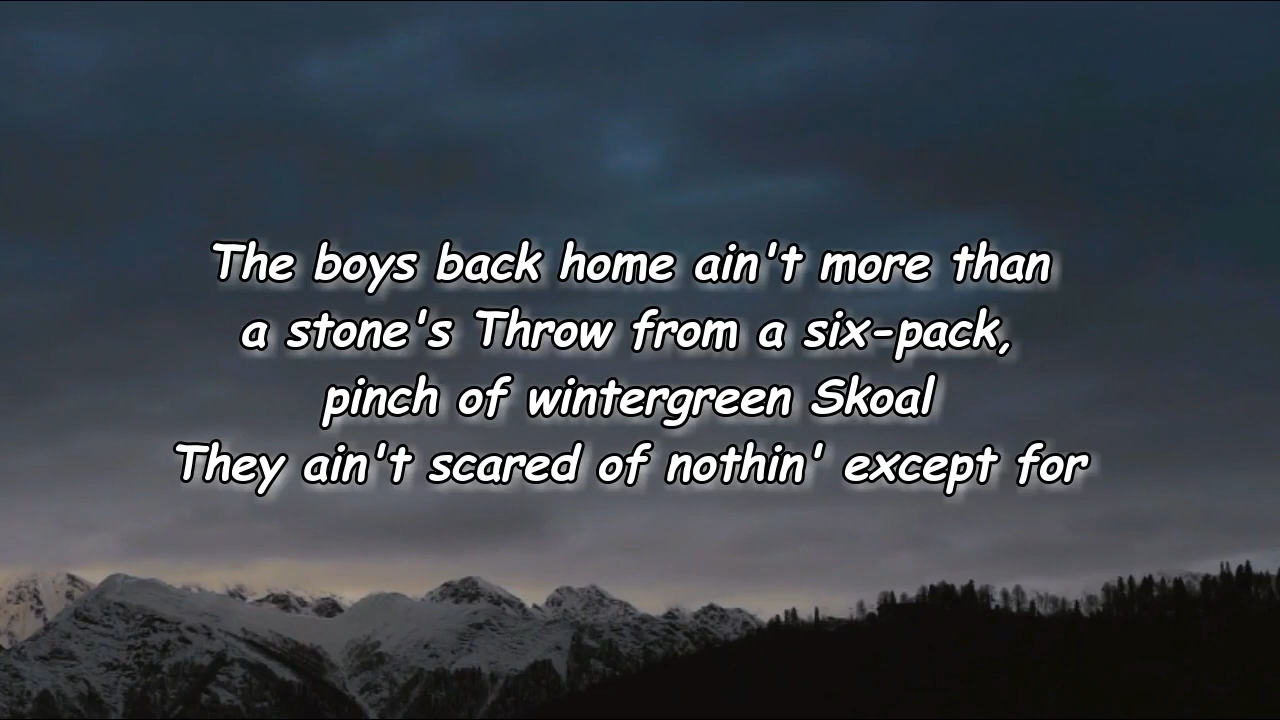 The boys back home ain't more than
a stone's Throw from a six-pack,
pinch of wintergreen Skoal
They ain't scared of nothin' except for